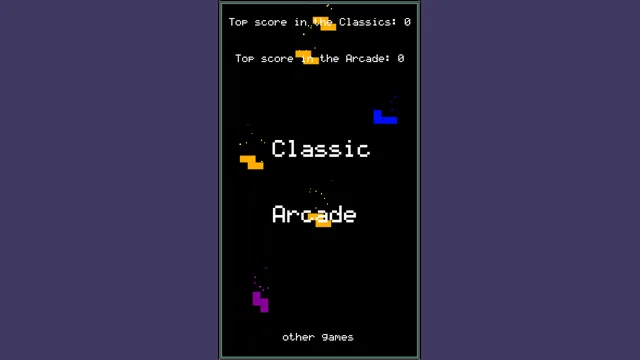 Top score in the Classics: 0
Top score in the Arcade: 0
Classic
Arcade
other games